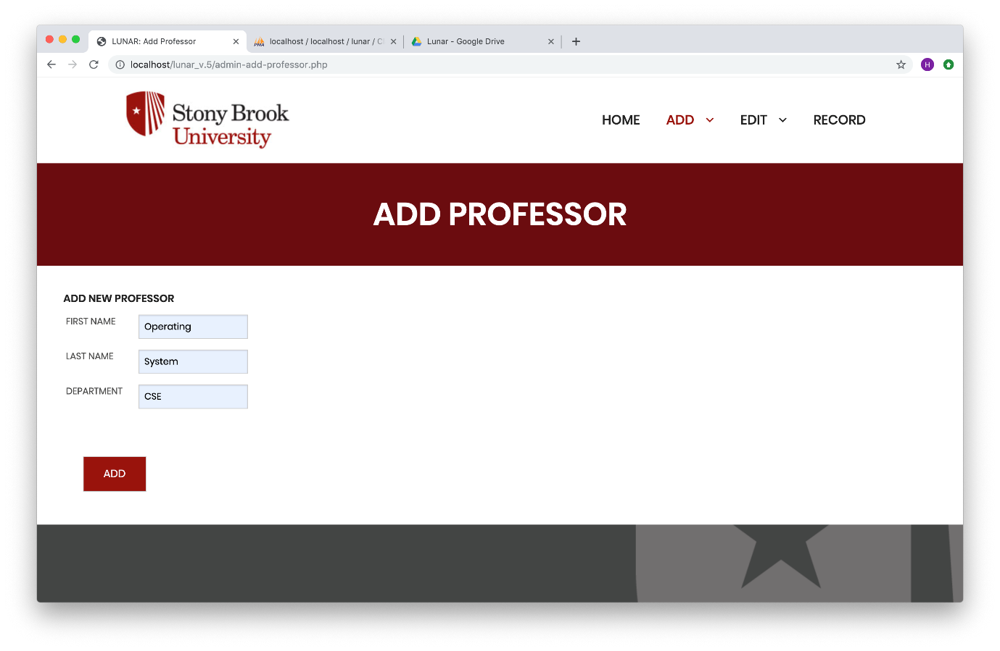 LUNAR: Add Professor
localhost / localhost / lunar / C
Lunar - Google Drive
localhost/lunar_v.5/admin-add-professor.php
H
Stony Brook
University
HOME ADD EDIT RECORD
ADD PROFESSOR
ADD NEW PROFESSOR
FIRST NAME Operating
LAST NAME System
DEPARTMENT CSE
ADD